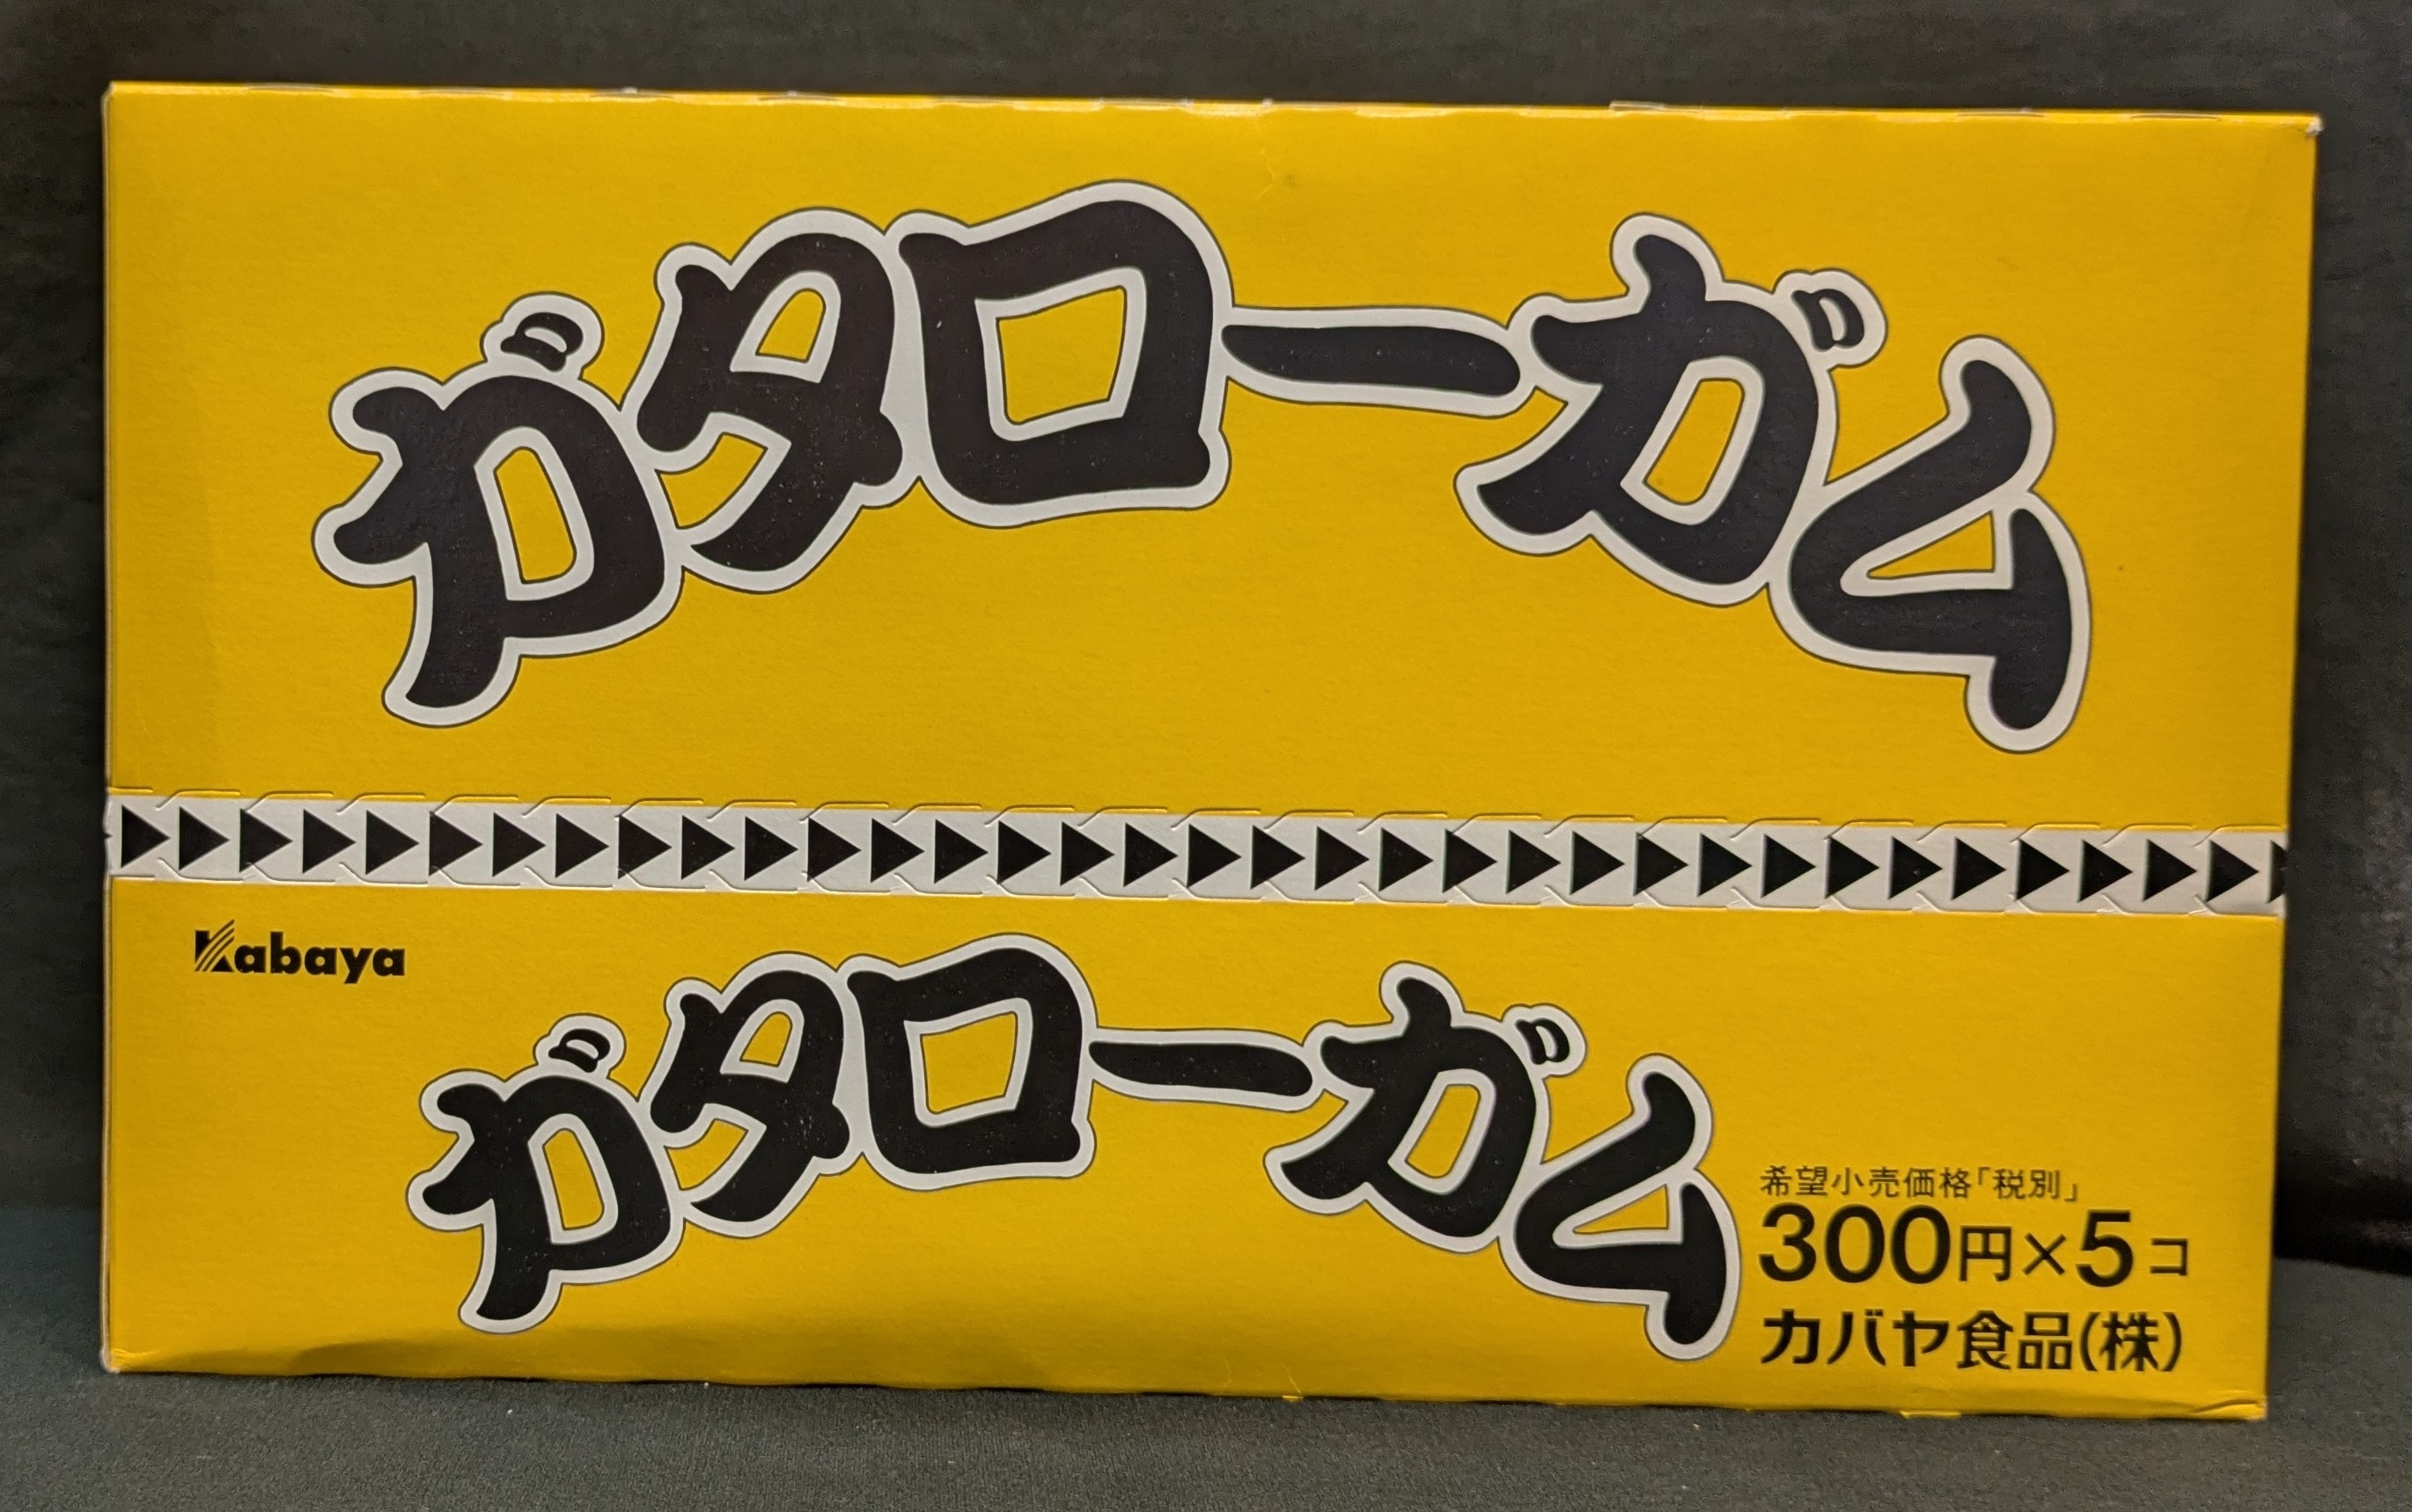 ガタローガム
Kabaya
ガタローガム
希望小売価格「税別」
300円×5コ
カバヤ食品(株)